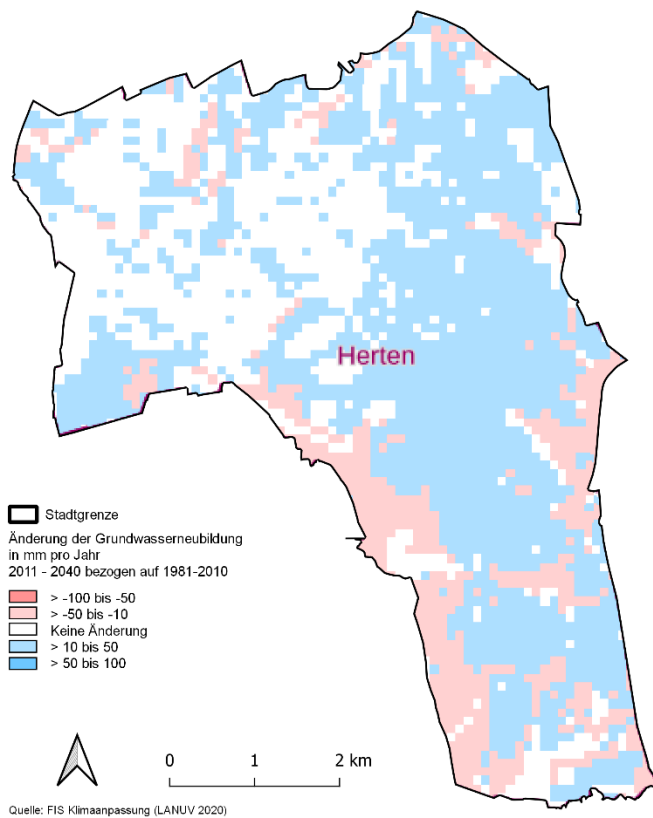 Herten
Stadtgrenze
Änderung der Grundwasserneubildung
in mm pro Jahr
2011 - 2040 bezogen auf 1981-2010
> -100 bis -50
> -50 bis -10
Keine Änderung
> 10 bis 50
> 50 bis 100
0 1 2 km
Quelle: FIS Klimaanpassung (LANUV 2020)